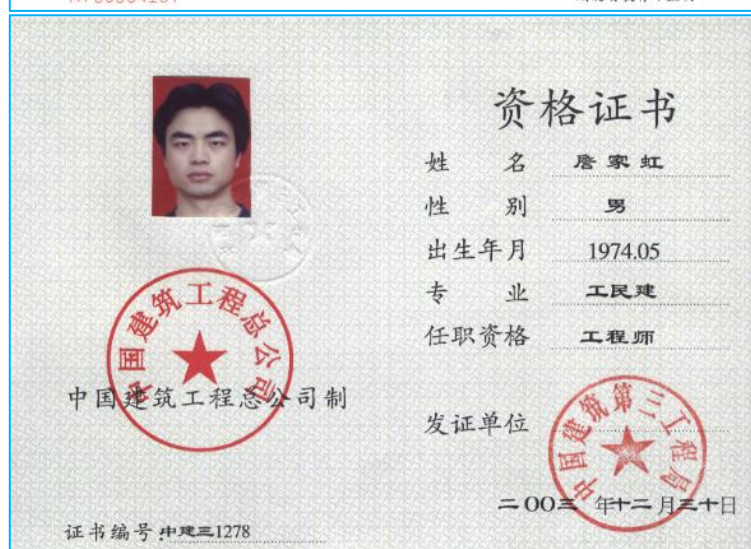 资格证书
姓 名 詹家虹
性 别 男
出生年月 1974.05
专 业 工民建
任职资格 工程师
中国建筑工程总公司
中国建筑工程总公司制
发证单位
中国建筑第三工程局
二OO三 年十二月三十日
证书编号:中建三1278